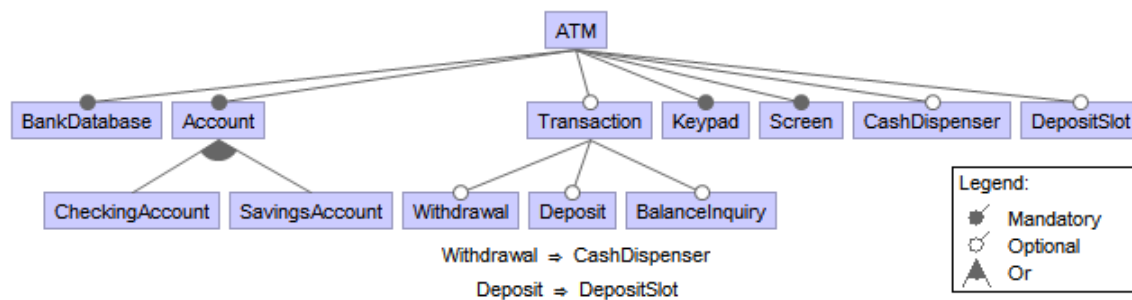 ATM
BankDatabase Account Transaction Keypad Screen CashDispenser DepositSlot
CheckingAccount SavingsAccount Withdrawal Deposit BalanceInquiry
Withdrawal ⇒ CashDispenser
Deposit ⇒ DepositSlot
Legend:
Mandatory
Optional
Or